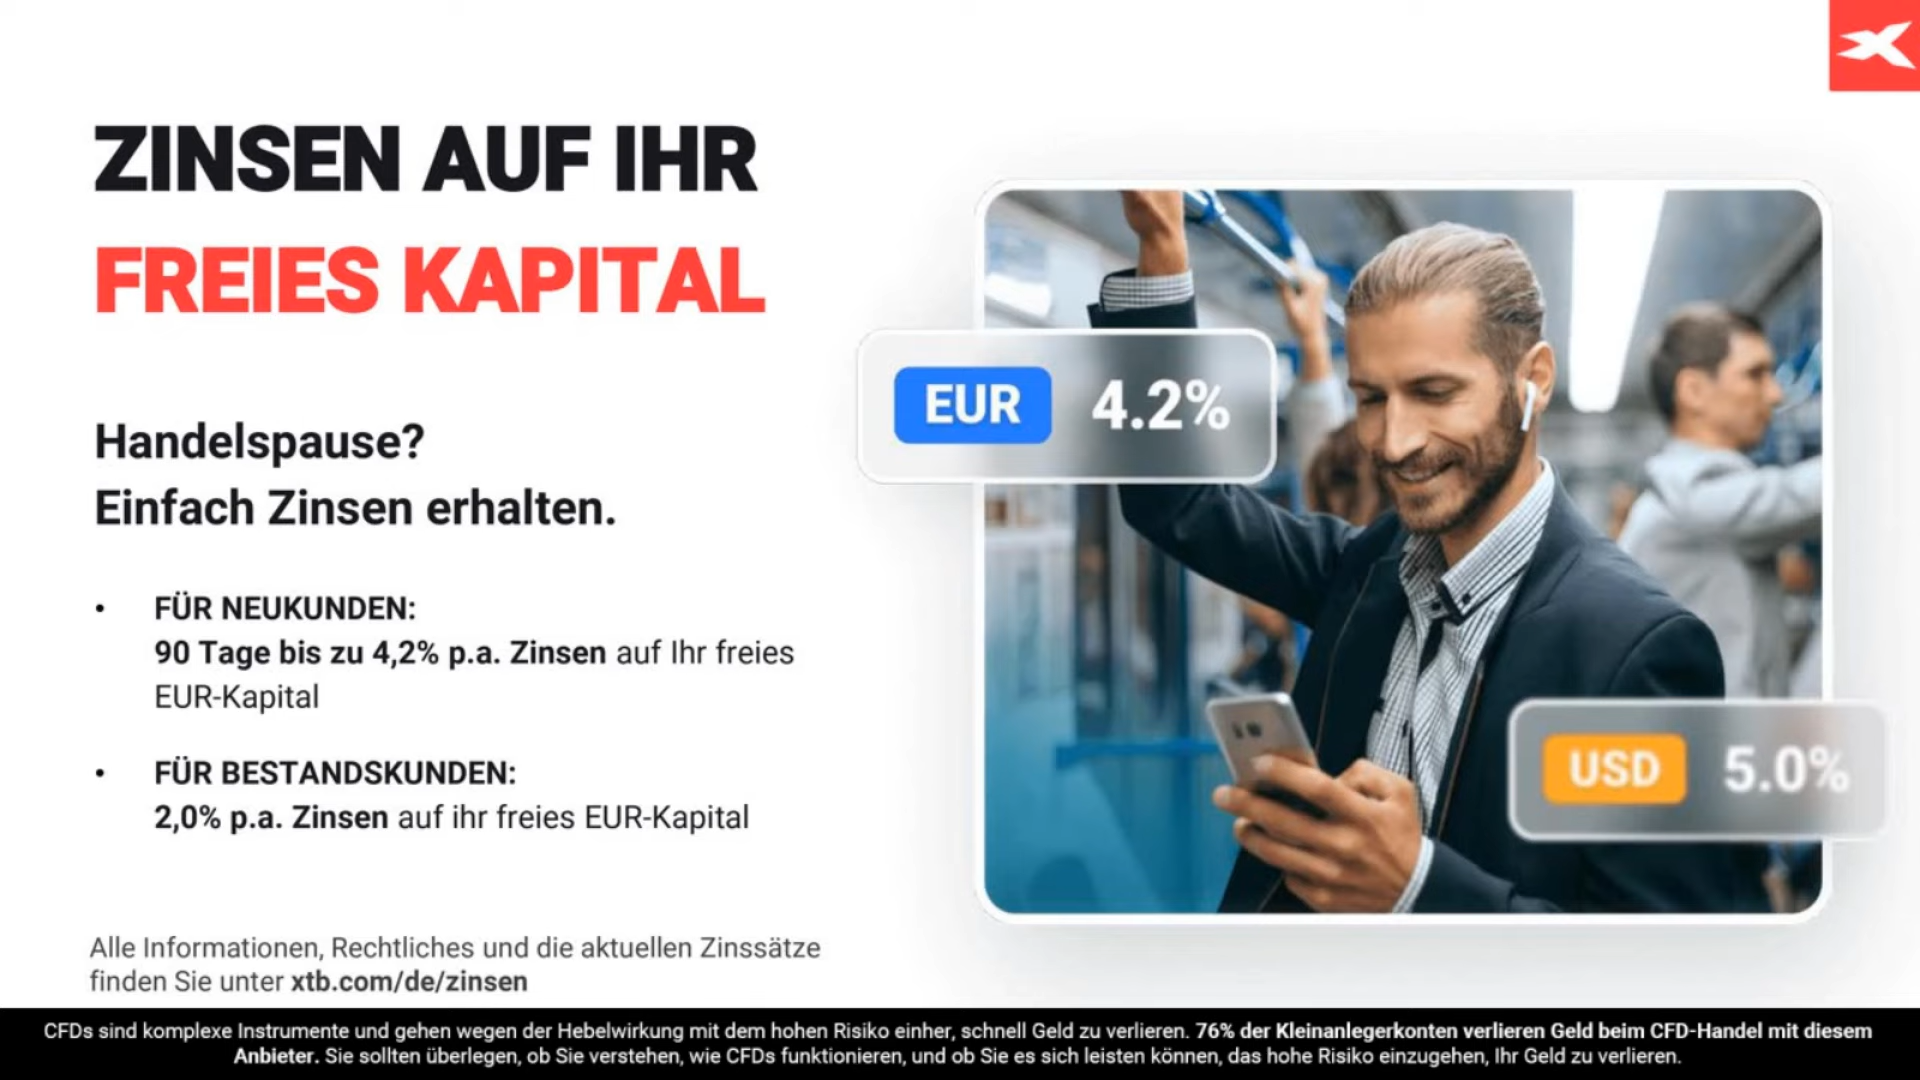 ZINSEN AUF IHR
FREIES KAPITAL
Handelspause?
Einfach Zinsen erhalten.
• FÜR NEUKUNDEN:
90 Tage bis zu 4,2% p.a. Zinsen auf Ihr freies
EUR-Kapital
• FÜR BESTANDSKUNDEN:
2,0% p.a. Zinsen auf ihr freies EUR-Kapital
Alle Informationen, Rechtliches und die aktuellen Zinssätze
finden Sie unter xtb.com/de/zinsen
EUR 4.2%
USD 5.0%
CFDs sind komplexe Instrumente und gehen wegen der Hebelwirkung mit dem hohen Risiko einher, schnell Geld zu verlieren. 76% der Kleinanlegerkonten verlieren Geld beim CFD-Handel mit diesem
Anbieter. Sie sollten überlegen, ob Sie verstehen, wie CFDs funktionieren, und ob Sie es sich leisten können, das hohe Risiko einzugehen, Ihr Geld zu verlieren.